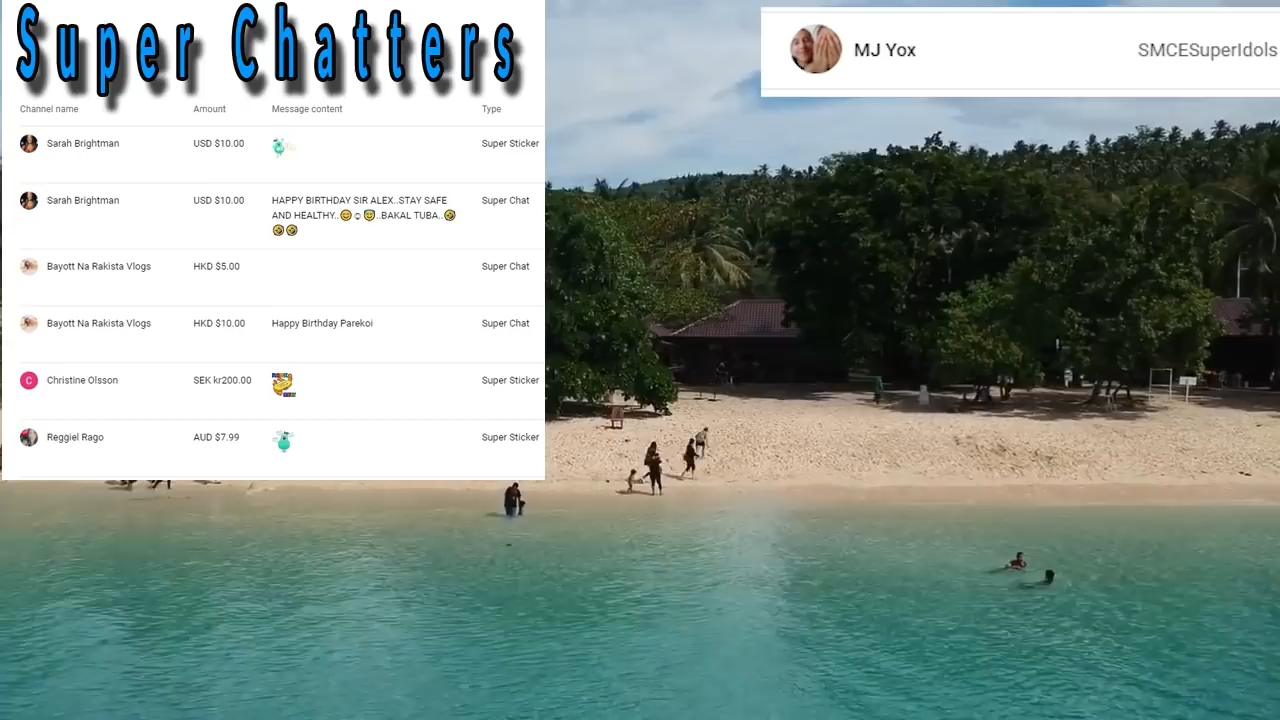 Super Chatters
MJ Yox SMCESuperIdols
Channel name Amount Message content Type
Sarah Brightman USD $10.00 Super Sticker
Sarah Brightman USD $10.00 HAPPY BIRTHDAY SIR ALEX..STAY SAFE Super Chat
AND HEALTHY..😊☺😇..BAKAL TUBA..🤣
🤣🤣
Bayott Na Rakista Vlogs HKD $5.00 Super Chat
Bayott Na Rakista Vlogs HKD $10.00 Happy Birthday Parekoi Super Chat
C Christine Olsson SEK kr200.00 Super Sticker
Reggiel Rago AUD $7.99 Super Sticker